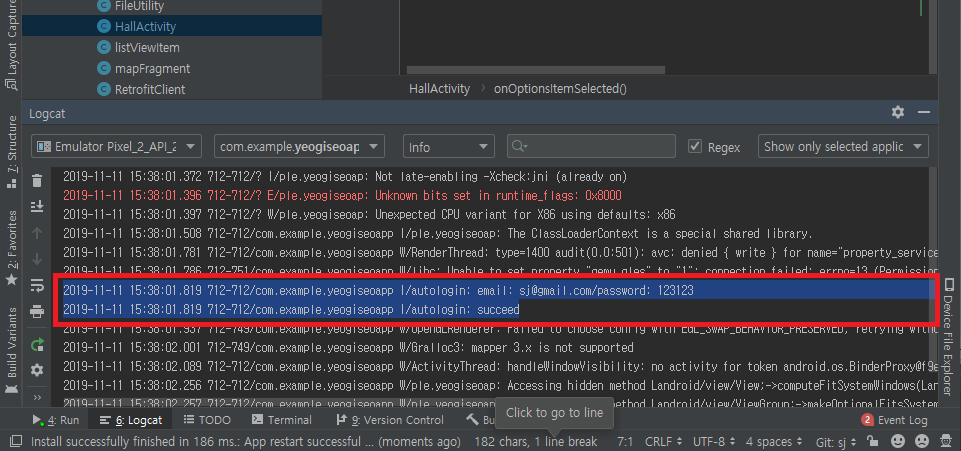 Layout Capture
FileUtility
HallActivity
listViewItem
mapFragment
RetrofitClient
HallActivity › onOptionsItemSelected()
Logcat
Emulator Pixel_2_API_2
com.example.yeogiseoap
Info
Regex
Show only selected applic
7: Structure
2: Favorites
Build Variants
2019-11-11 15:38:01.372 712-712/? I/ple.yeogiseoap: Not late-enabling -Xcheck:jni (already on)
2019-11-11 15:38:01.396 712-712/? E/ple.yeogiseoap: Unknown bits set in runtime_flags: 0x8000
2019-11-11 15:38:01.397 712-712/? W/ple.yeogiseoap: Unexpected CPU variant for X86 using defaults: x86
2019-11-11 15:38:01.508 712-712/com.example.yeogiseoapp I/ple.yeogiseoap: The ClassLoaderContext is a special shared library.
2019-11-11 15:38:01.781 712-712/com.example.yeogiseoapp W/RenderThread: type=1400 audit(0.0:501): avc: denied { write } for name="property_service
2019-11-11 15:38:01.786 712-751/com.example.yeogiseoapp W/libc: Unable to set property "qemu.gles" to "1": connection failed; errno=13 (Permission
2019-11-11 15:38:01.819 712-712/com.example.yeogiseoapp I/autologin: email: sj@gmail.com/password: 123123
2019-11-11 15:38:01.819 712-712/com.example.yeogiseoapp I/autologin: succeed
2019-11-11 15:38:01.937 712-749/com.example.yeogiseoapp W/OpenGLRenderer: Failed to choose config with EGL_SWAP_BEHAVIOR_PRESERVED, retrying witho
2019-11-11 15:38:02.001 712-749/com.example.yeogiseoapp W/Gralloc3: mapper 3.x is not supported
2019-11-11 15:38:02.089 712-712/com.example.yeogiseoapp W/ActivityThread: handleWindowVisibility: no activity for token android.os.BinderProxy@f9e
2019-11-11 15:38:02.256 712-712/com.example.yeogiseoapp W/ple.yeogiseoap: Accessing hidden method Landroid/view/View;->computeFitSystemWindows(Lan
2019-11-11 15:38:02.257 712-712/com.example.yeogiseoapp W/ple.yeogiseoap: Accessing hidden method Landroid/view/ViewGroup;->makeOptionalFitsSystem
Device File Explorer
Click to go to line
4: Run
6: Logcat
TODO
Terminal
9: Version Control
Bu
2 Event Log
Install successfully finished in 186 ms.: App restart successful ... (moments ago)
182 chars, 1 line break
7:1
CRLF
UTF-8
4 spaces
Git: sj